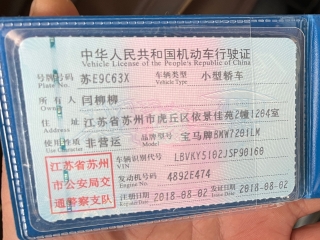 中华人民共和国机动车行驶证
Vehicle License of the People's Republic of China
号牌号码 苏E9C63X 车辆类型 小型轿车
Plate No. Vehicle Type
所有人 闫柳柳
Owner
住址 江苏省苏州市虎丘区依景佳苑2幢1204室
Address
使用性质 非营运 品牌型号 宝马牌BMW7201LM
Use Character Model
江苏省苏州市公安局交通警察支队
车辆识别代号 LBVKY5102JSP90160
VIN
发动机号码 4892E474
Engine No.
注册日期 2018-08-02 发证日期 2018-08-02
Register Date Issue Date